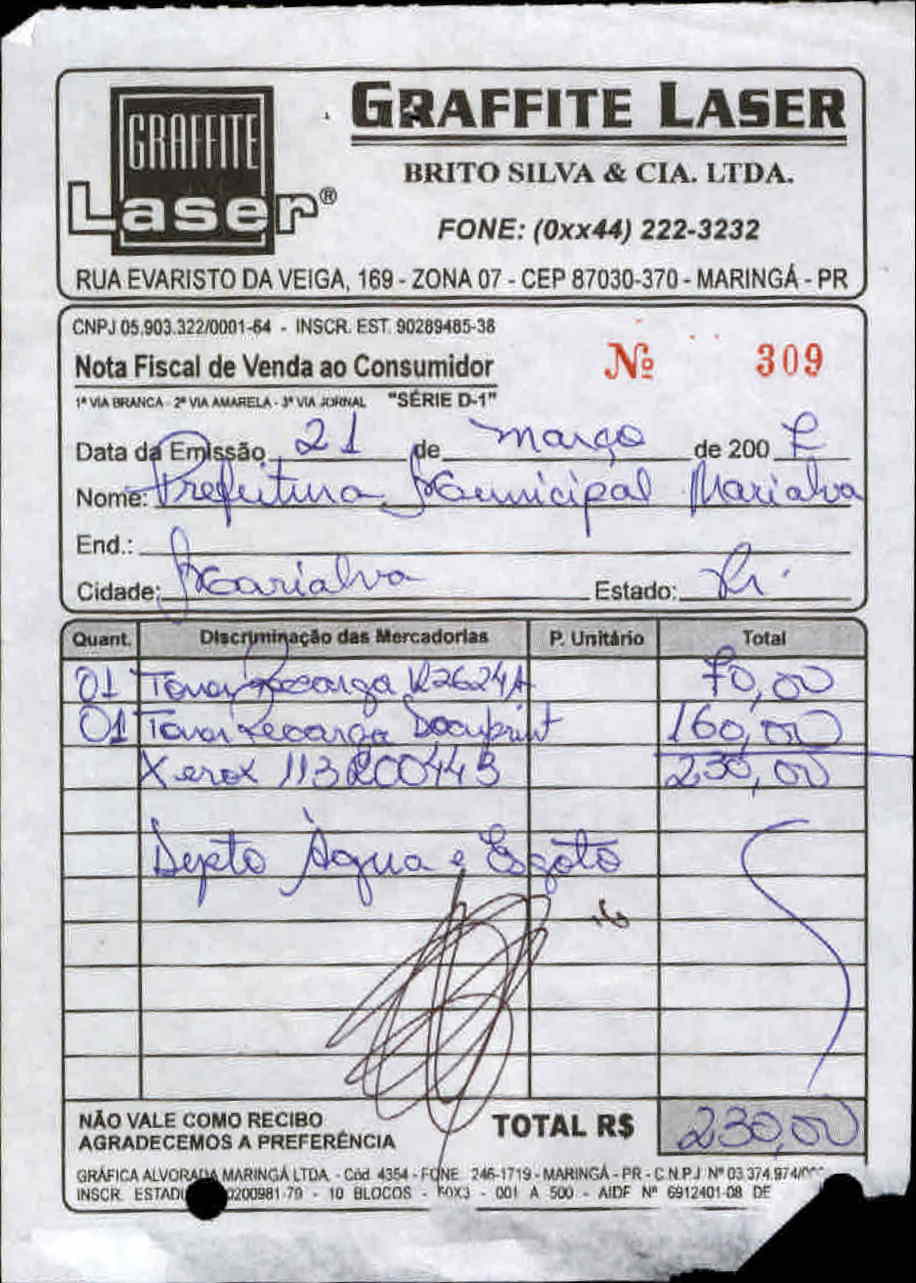 GRAFFITE
Laser®
GRAFFITE LASER
BRITO SILVA & CIA. LTDA.
FONE: (0xx44) 222-3232
RUA EVARISTO DA VEIGA, 169 - ZONA 07 - CEP 87030-370 - MARINGÁ - PR
CNPJ 05.903.322/0001-64 - INSCR. EST. 90289485-38
Nota Fiscal de Venda ao Consumidor
Nº 309
1ª VIA BRANCA - 2ª VIA AMARELA - 3ª VIA JORNAL "SÉRIE D-1"
Data da Emissão 21 de março de 200
Nome: Prefeitura Municipal Marialva
End.:
Cidade: Marialva Estado: Pr.
Quant. Discriminação das Mercadorias P. Unitário Total
01 Toner Recarga 2624A 70,00
01 Toner Recarga Docuprint 160,00
Xerox 113R00443 230,00
Depto Água e Esgoto
NÃO VALE COMO RECIBO
AGRADECEMOS A PREFERÊNCIA
TOTAL R$ 230,00
GRÁFICA ALVORADA MARINGÁ LTDA. - Cód. 4354 - FONE 246-1719 - MARINGÁ - PR - C.N.P.J Nº 03.374.974/
INSCR. 0200981-79 - 10 BLOCOS - 50X3 - 001 A 500 - AIDF Nº 6912401-08 DE